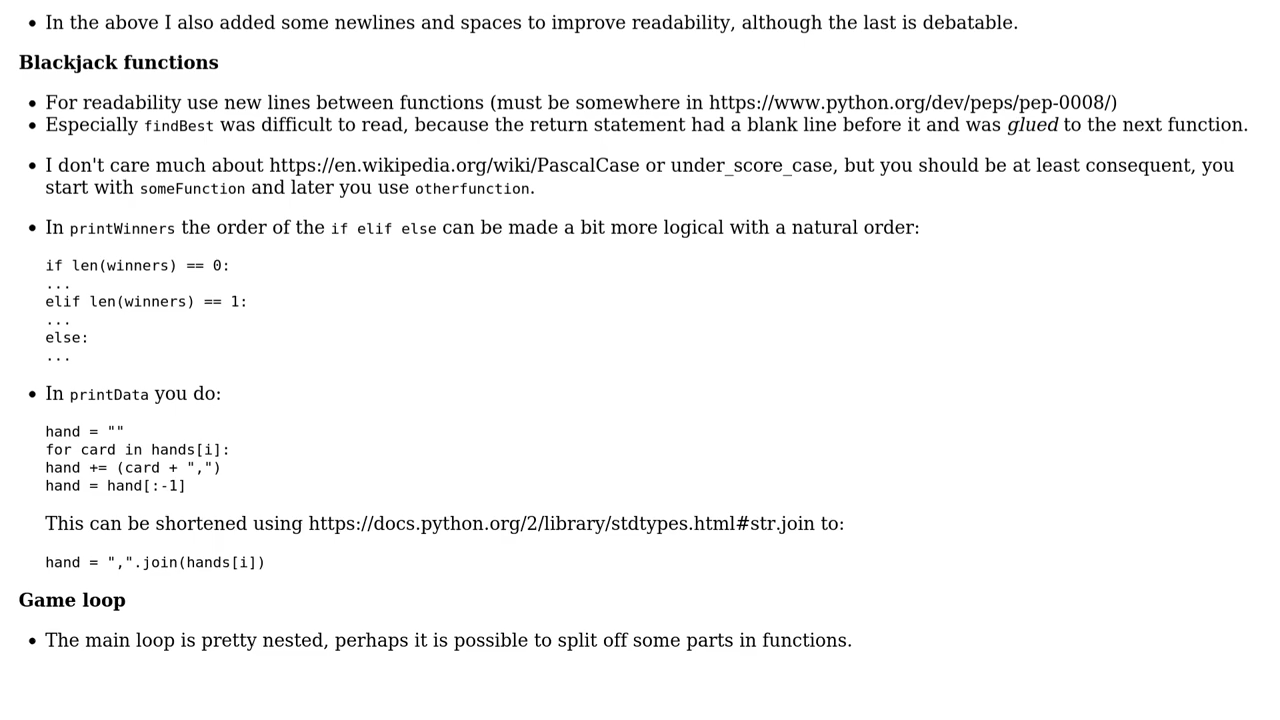 • In the above I also added some newlines and spaces to improve readability, although the last is debatable.
Blackjack functions
• For readability use new lines between functions (must be somewhere in https://www.python.org/dev/peps/pep-0008/)
• Especially findBest was difficult to read, because the return statement had a blank line before it and was glued to the next function.
• I don't care much about https://en.wikipedia.org/wiki/PascalCase or under_score_case, but you should be at least consequent, you
start with someFunction and later you use otherfunction.
• In printWinners the order of the if elif else can be made a bit more logical with a natural order:
if len(winners) == 0:
...
elif len(winners) == 1:
...
else:
...
• In printData you do:
hand = ""
for card in hands[i]:
hand += (card + ",")
hand = hand[:-1]
This can be shortened using https://docs.python.org/2/library/stdtypes.html#str.join to:
hand = ",".join(hands[i])
Game loop
• The main loop is pretty nested, perhaps it is possible to split off some parts in functions.